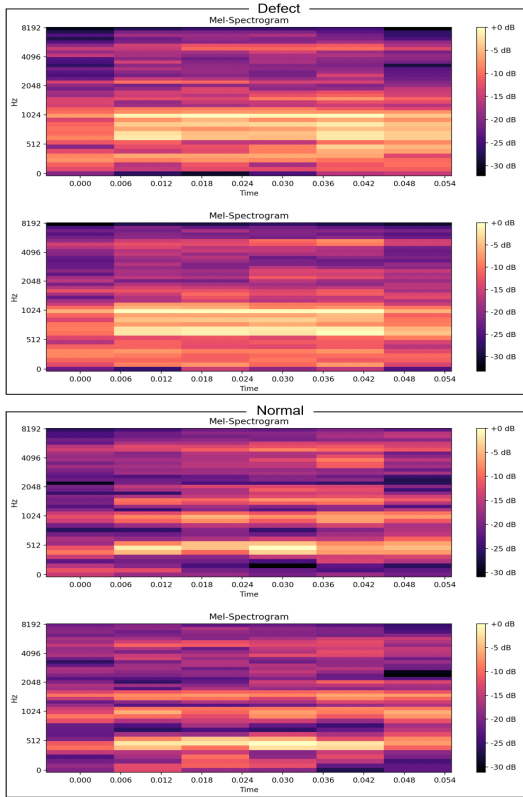 Defect
Mel-Spectrogram
8192
4096
2048
1024
512
0
Hz
0.000 0.006 0.012 0.018 0.024 0.030 0.036 0.042 0.048 0.054
Time
+0 dB
-5 dB
-10 dB
-15 dB
-20 dB
-25 dB
-30 dB
Mel-Spectrogram
8192
4096
2048
1024
512
0
Hz
0.000 0.006 0.012 0.018 0.024 0.030 0.036 0.042 0.048 0.054
Time
+0 dB
-5 dB
-10 dB
-15 dB
-20 dB
-25 dB
-30 dB
Normal
Mel-Spectrogram
8192
4096
2048
1024
512
0
Hz
0.000 0.006 0.012 0.018 0.024 0.030 0.036 0.042 0.048 0.054
Time
+0 dB
-5 dB
-10 dB
-15 dB
-20 dB
-25 dB
-30 dB
Mel-Spectrogram
8192
4096
2048
1024
512
0
Hz
0.000 0.006 0.012 0.018 0.024 0.030 0.036 0.042 0.048 0.054
Time
+0 dB
-5 dB
-10 dB
-15 dB
-20 dB
-25 dB
-30 dB